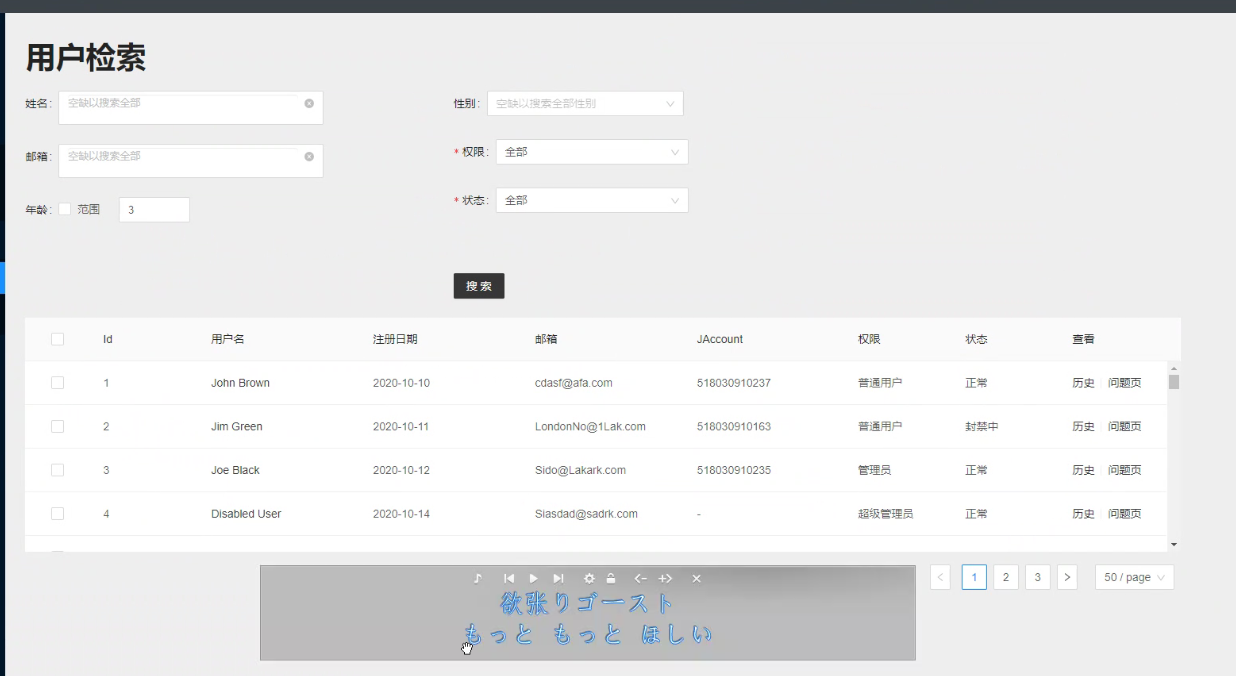 用户检索
姓名: 空缺以搜索全部
性别: 空缺以搜索全部性别
邮箱: 空缺以搜索全部
* 权限: 全部
年龄: 范围 3
* 状态: 全部
搜 索
Id 用户名 注册日期 邮箱 JAccount 权限 状态 查看
1 John Brown 2020-10-10 cdasf@afa.com 518030910237 普通用户 正常 历史 问题页
2 Jim Green 2020-10-11 LondonNo@1Lak.com 518030910163 普通用户 封禁中 历史 问题页
3 Joe Black 2020-10-12 Sido@Lakark.com 518030910235 管理员 正常 历史 问题页
4 Disabled User 2020-10-14 Siasdad@sadrk.com - 超级管理员 正常 历史 问题页
< 1 2 3 > 50 / page
欲張りゴースト
もっと もっと ほしい